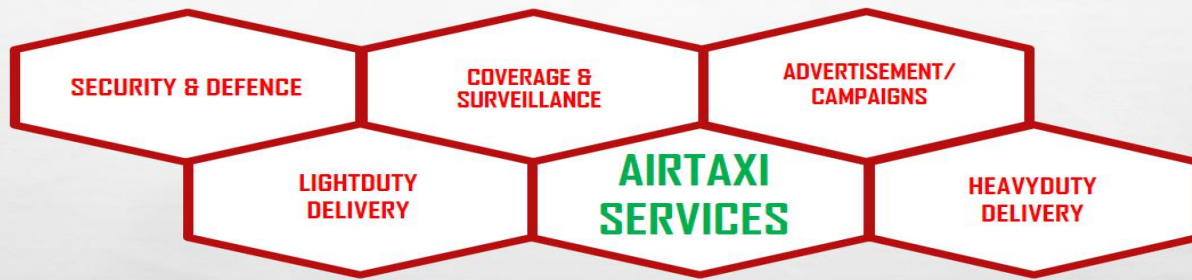 SECURITY & DEFENCE
COVERAGE &
SURVEILLANCE
ADVERTISEMENT/
CAMPAIGNS
LIGHTDUTY
DELIVERY
AIRTAXI
SERVICES
HEAVYDUTY
DELIVERY